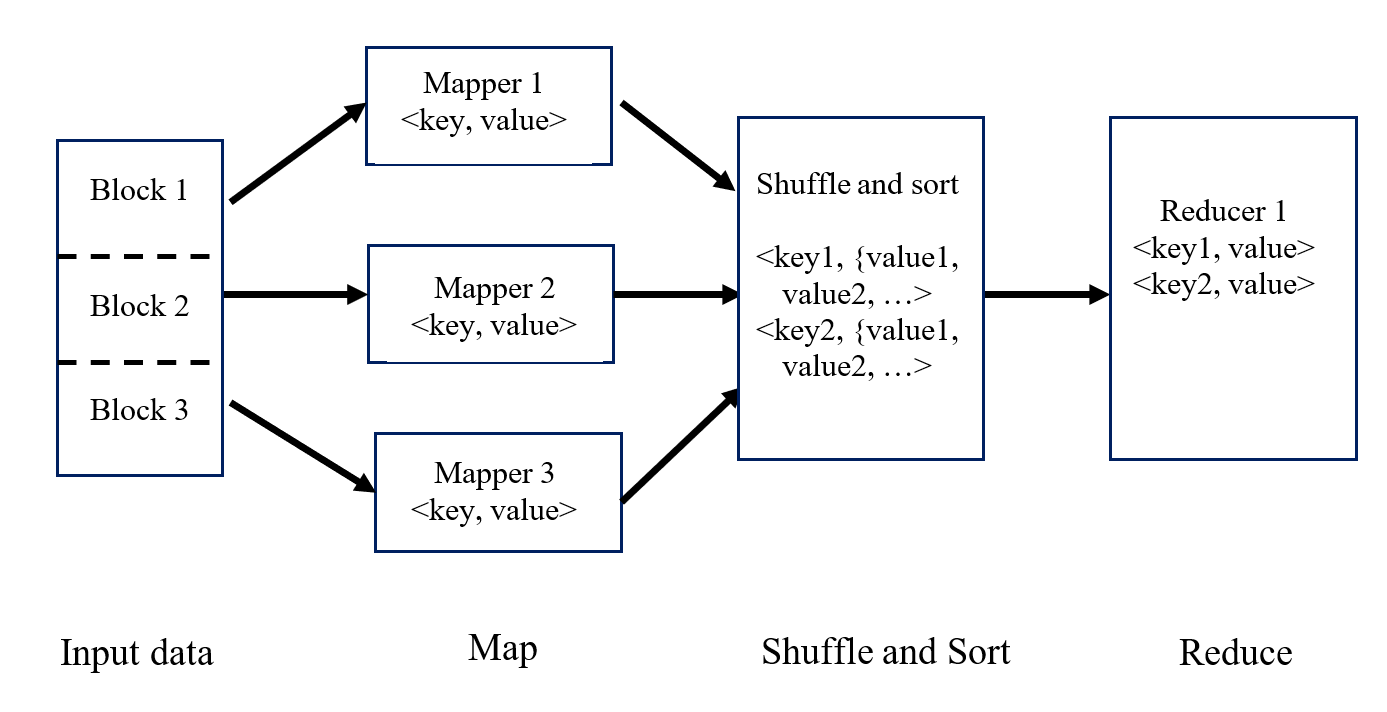 Block 1
Block 2
Block 3
Mapper 1
<key, value>
Mapper 2
<key, value>
Mapper 3
<key, value>
Shuffle and sort
<key1, {value1,
value2, …>
<key2, {value1,
value2, …>
Reducer 1
<key1, value>
<key2, value>
Input data
Map
Shuffle and Sort
Reduce